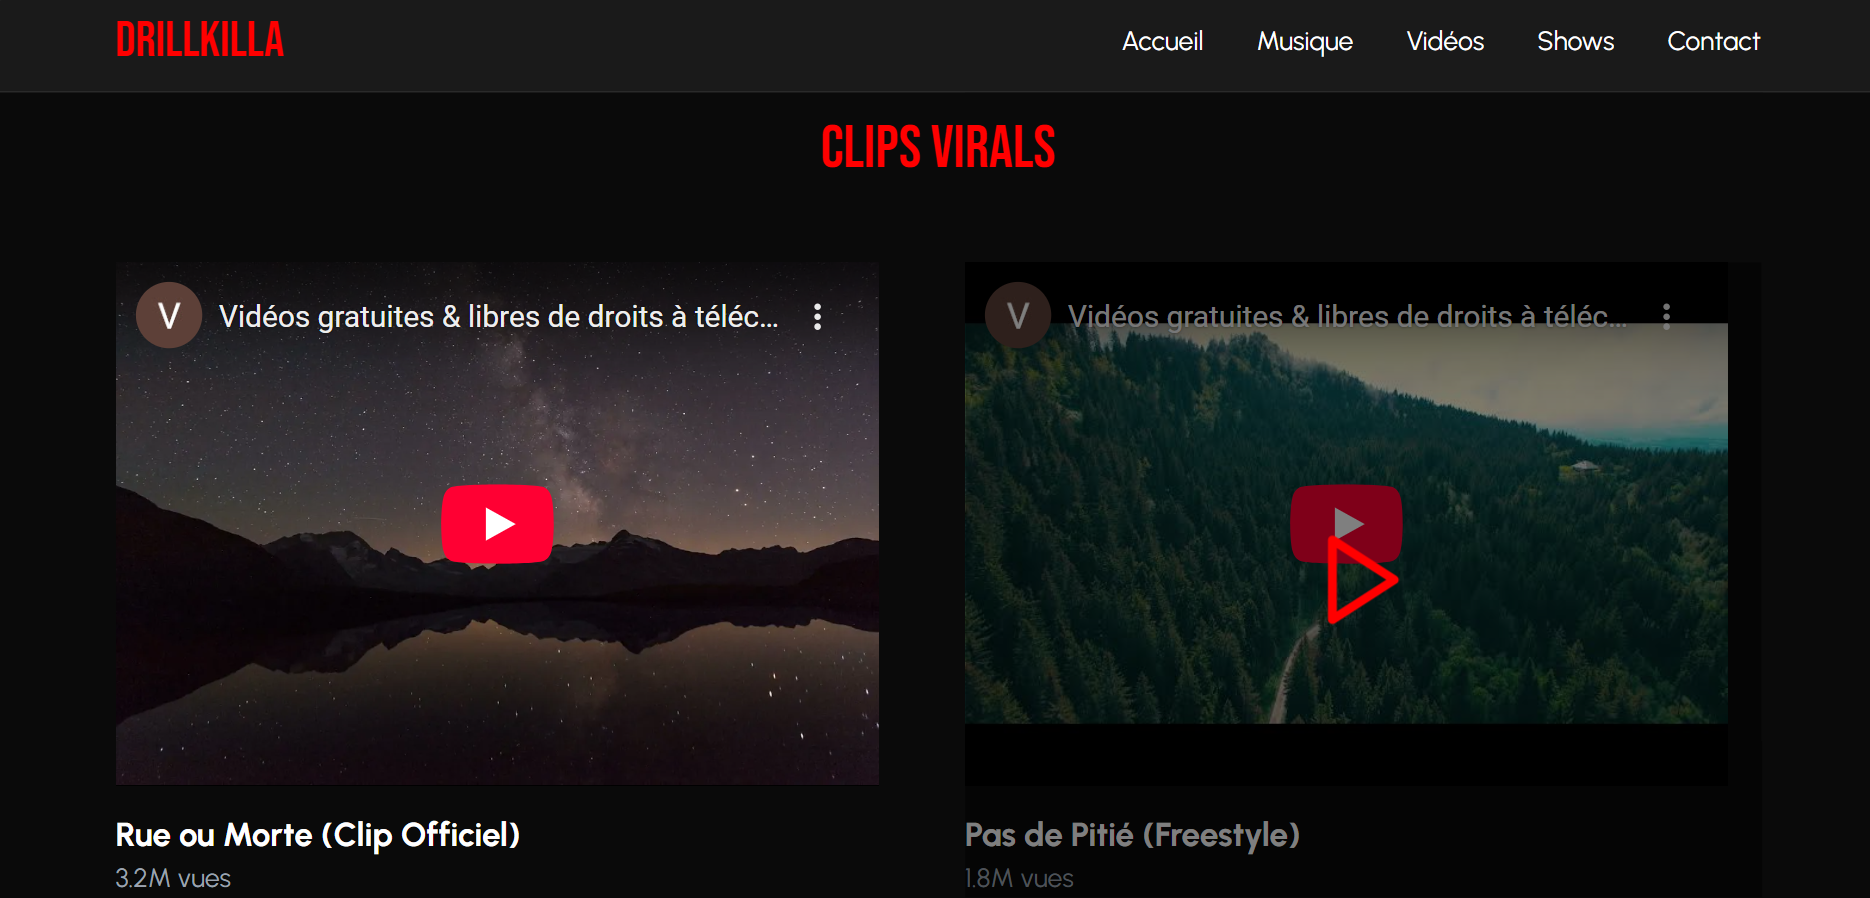 DRILLKILLA
Accueil Musique Vidéos Shows Contact
CLIPS VIRALS
V Vidéos gratuites & libres de droits à téléc...
V Vidéos gratuites & libres de droits à téléc...
Rue ou Morte (Clip Officiel)
3.2M vues
Pas de Pitié (Freestyle)
1.8M vues